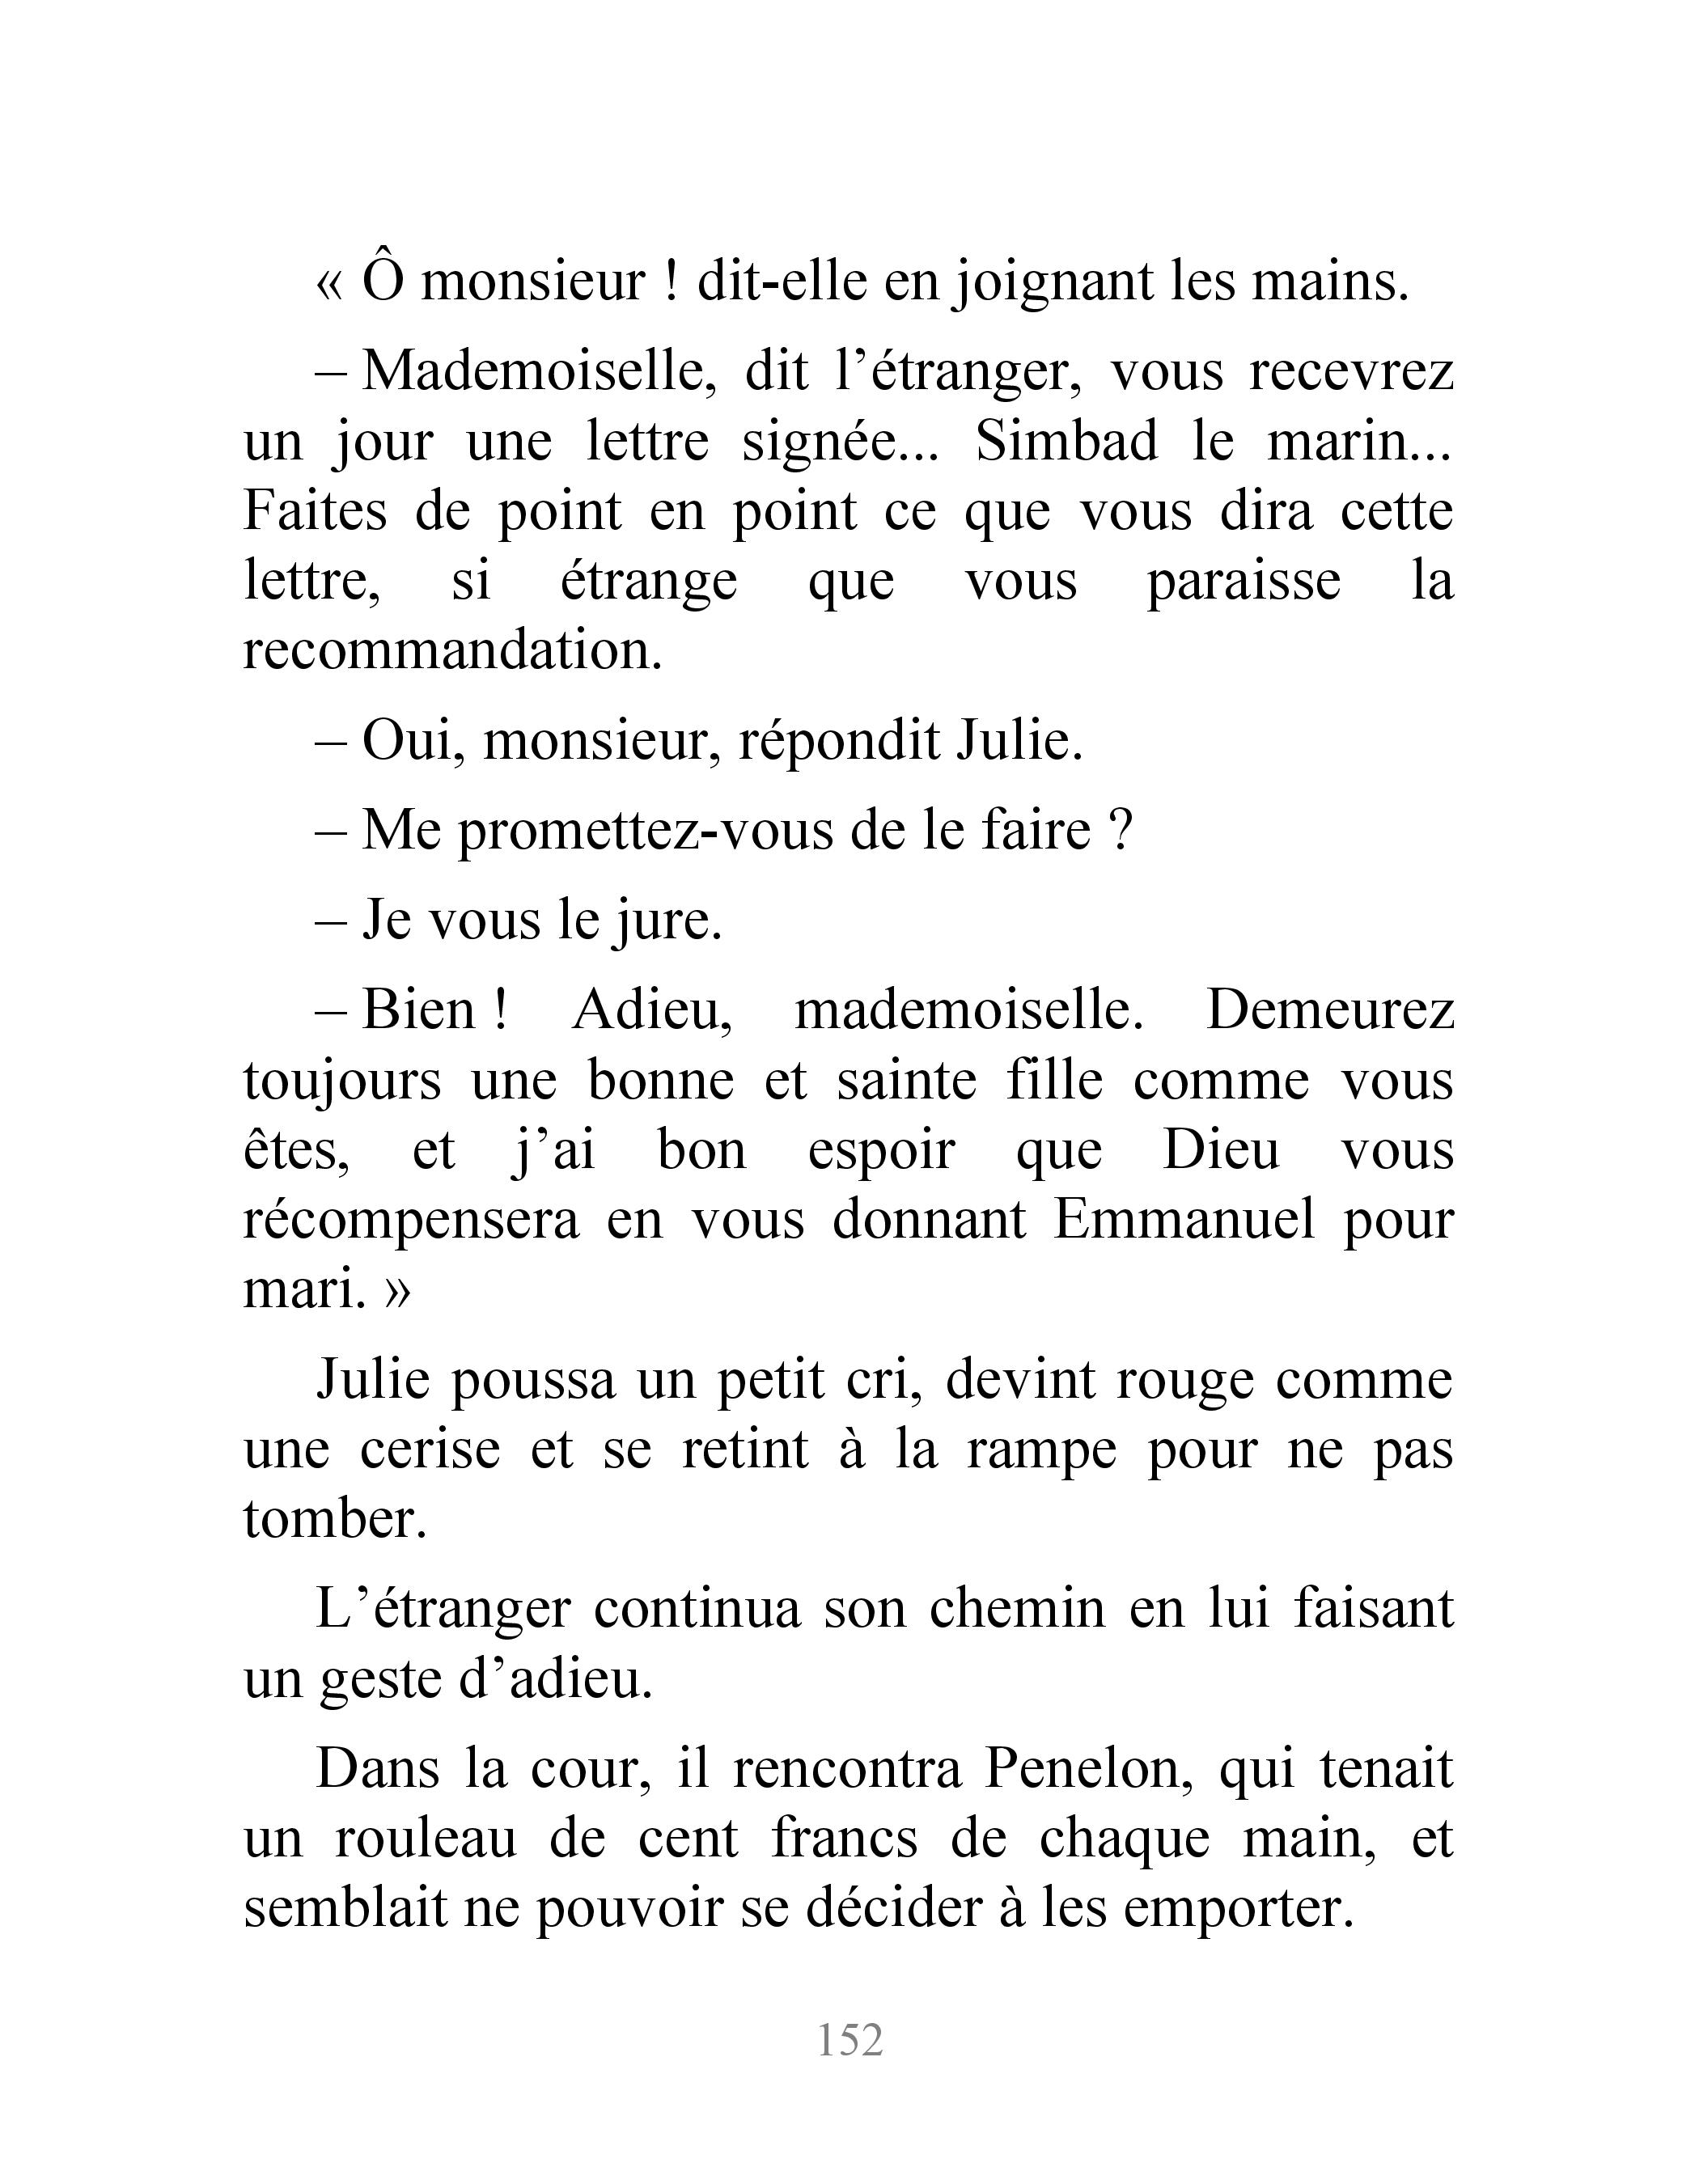 « Ô monsieur ! dit-elle en joignant les mains.
– Mademoiselle, dit l’étranger, vous recevrez
un jour une lettre signée... Simbad le marin...
Faites de point en point ce que vous dira cette
lettre, si étrange que vous paraisse la
recommandation.
– Oui, monsieur, répondit Julie.
– Me promettez-vous de le faire ?
– Je vous le jure.
– Bien ! Adieu, mademoiselle. Demeurez
toujours une bonne et sainte fille comme vous
êtes, et j’ai bon espoir que Dieu vous
récompensera en vous donnant Emmanuel pour
mari. »
Julie poussa un petit cri, devint rouge comme
une cerise et se retint à la rampe pour ne pas
tomber.
L’étranger continua son chemin en lui faisant
un geste d’adieu.
Dans la cour, il rencontra Penelon, qui tenait
un rouleau de cent francs de chaque main, et
semblait ne pouvoir se décider à les emporter.
152